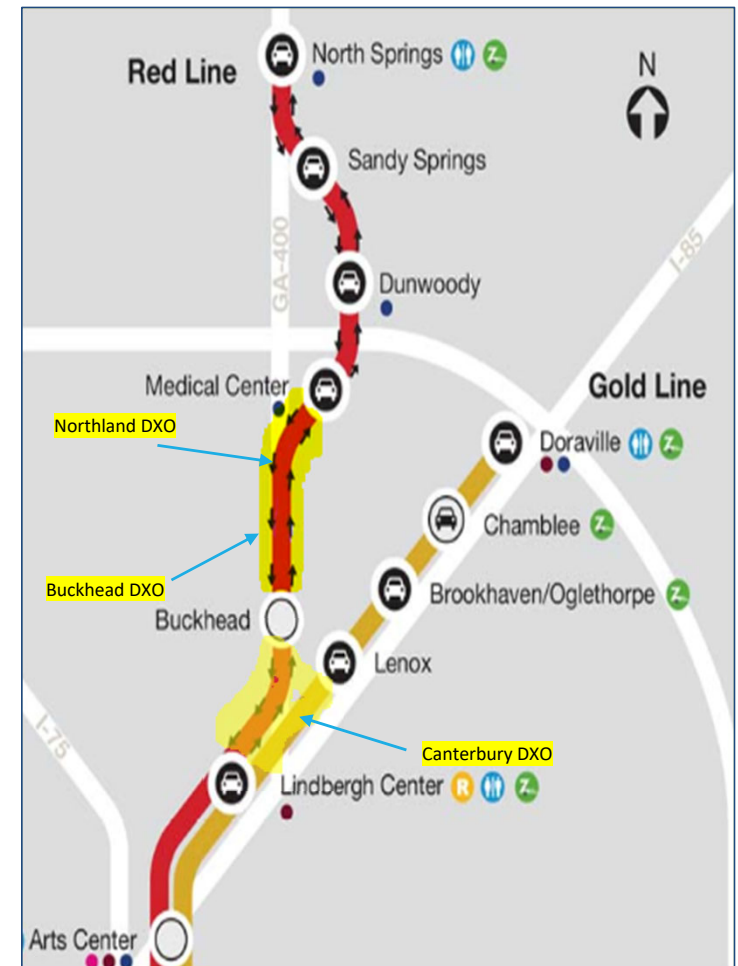 Red Line
North Springs
N
Sandy Springs
GA-400
I-85
Dunwoody
Medical Center
Gold Line
Northland DXO
Doraville
Z
Chamble e
Brookhaven/Oglethorpe
Buckhead DXO
Buckhead
Lenox
I-75
Canterbury DXO
Lindbergh Center R
Arts Center